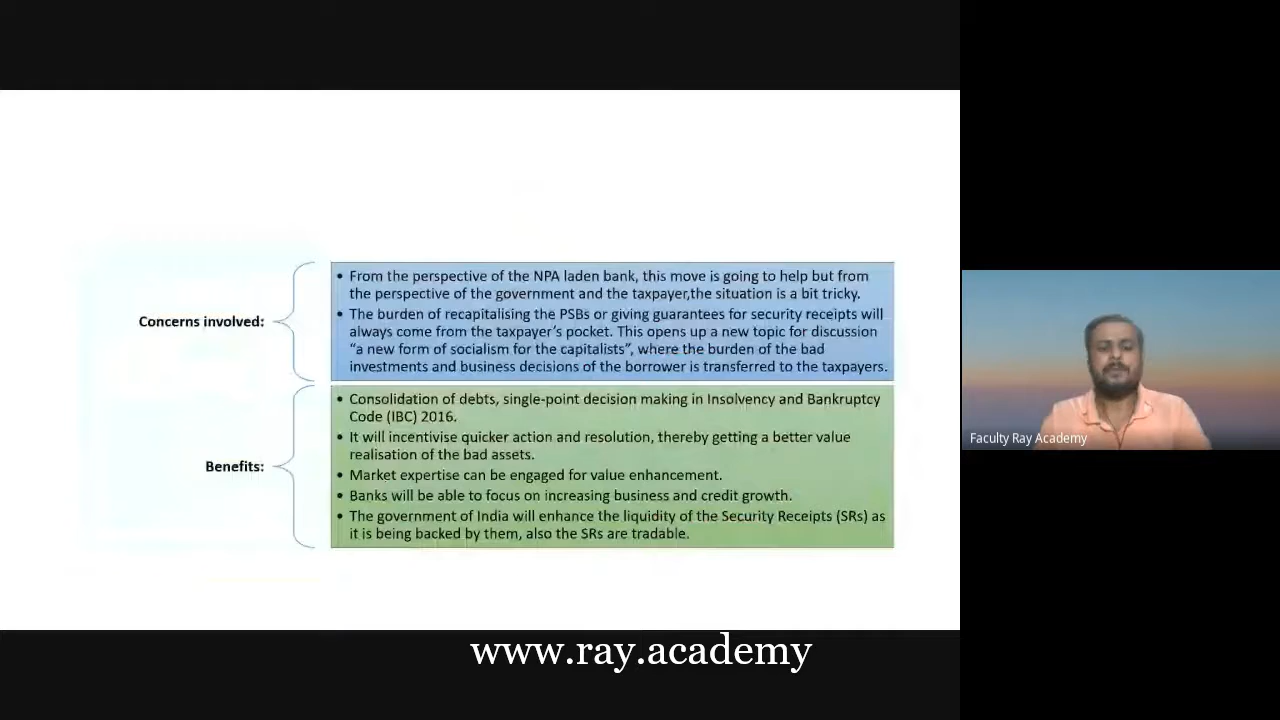 Concerns involved:
• From the perspective of the NPA laden bank, this move is going to help but from
the perspective of the government and the taxpayer,the situation is a bit tricky.
• The burden of recapitalising the PSBs or giving guarantees for security receipts will
always come from the taxpayer's pocket. This opens up a new topic for discussion
“a new form of socialism for the capitalists”, where the burden of the bad
investments and business decisions of the borrower is transferred to the taxpayers.
Benefits:
• Consolidation of debts, single-point decision making in Insolvency and Bankruptcy
Code (IBC) 2016.
• It will incentivise quicker action and resolution, thereby getting a better value
realisation of the bad assets.
• Market expertise can be engaged for value enhancement.
• Banks will be able to focus on increasing business and credit growth.
• The government of India will enhance the liquidity of the Security Receipts (SRs) as
it is being backed by them, also the SRs are tradable.
Faculty Ray Academy
www.ray.academy